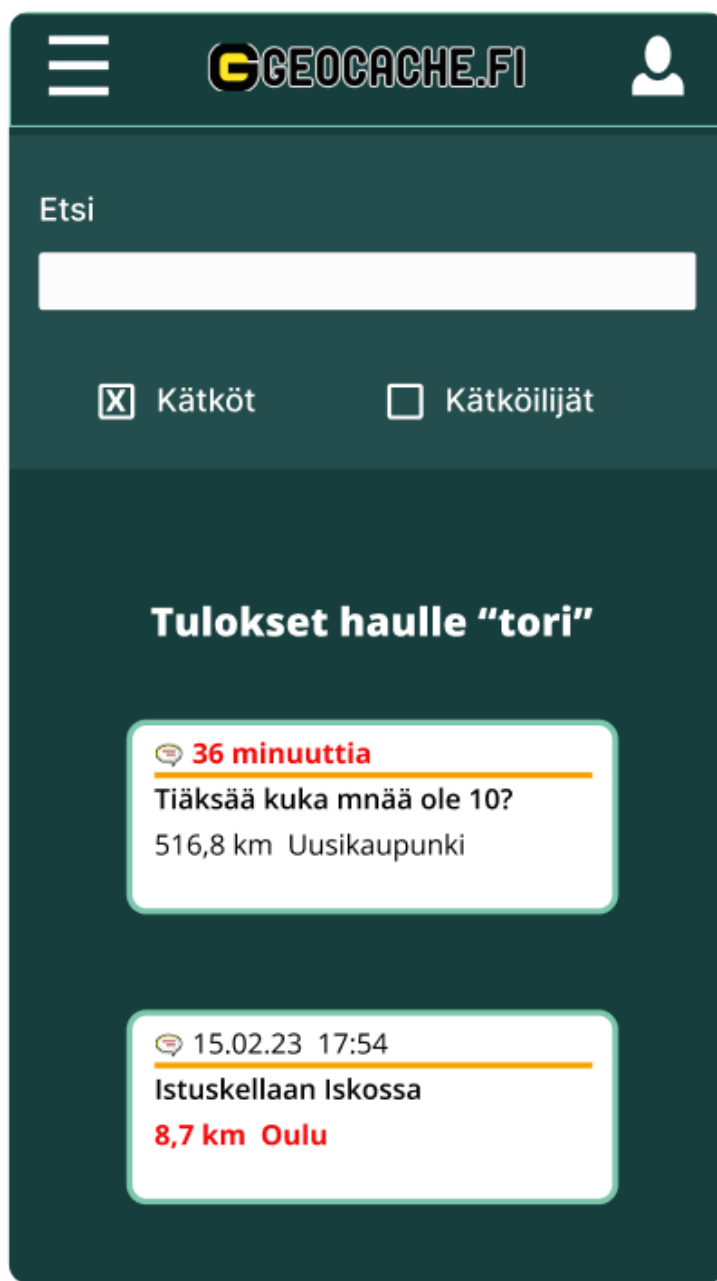 GGEOCACHE.FI
Etsi
X Kätköt Kätköilijät
Tulokset haulle “tori”
36 minuuttia
Tiäksää kuka mnää ole 10?
516,8 km Uusikaupunki
15.02.23 17:54
Istuskellaan Iskossa
8,7 km Oulu